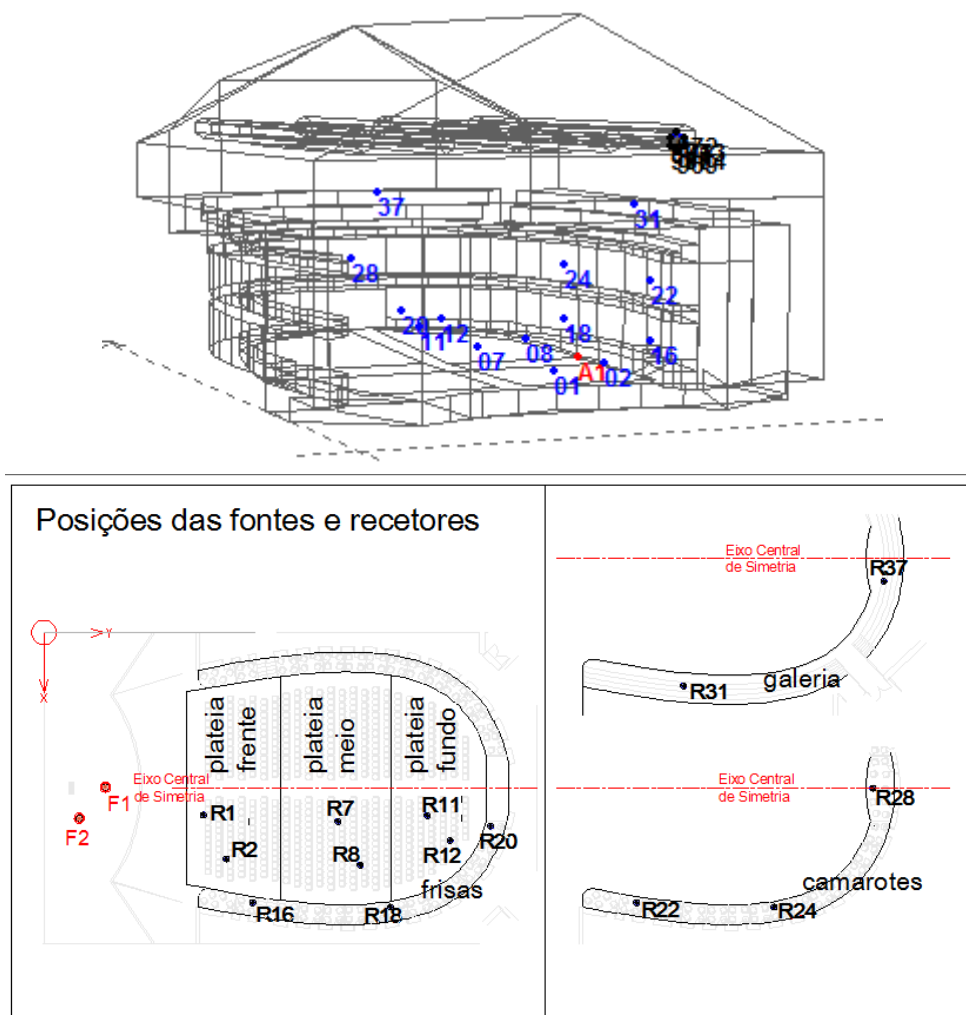 37
31
28
24
22
20
11
12
18
07
08
16
01
A1
02
Posições das fontes e recetores
X
Y
plateia
frente
plateia
meio
plateia
fundo
Eixo Central
de Simetria
F1
F2
R1
R2
R7
R8
R11
R12
R20
frisas
R16
R18
Eixo Central
de Simetria
R37
R31
galeria
Eixo Central
de Simetria
R28
camarotes
R22
R24